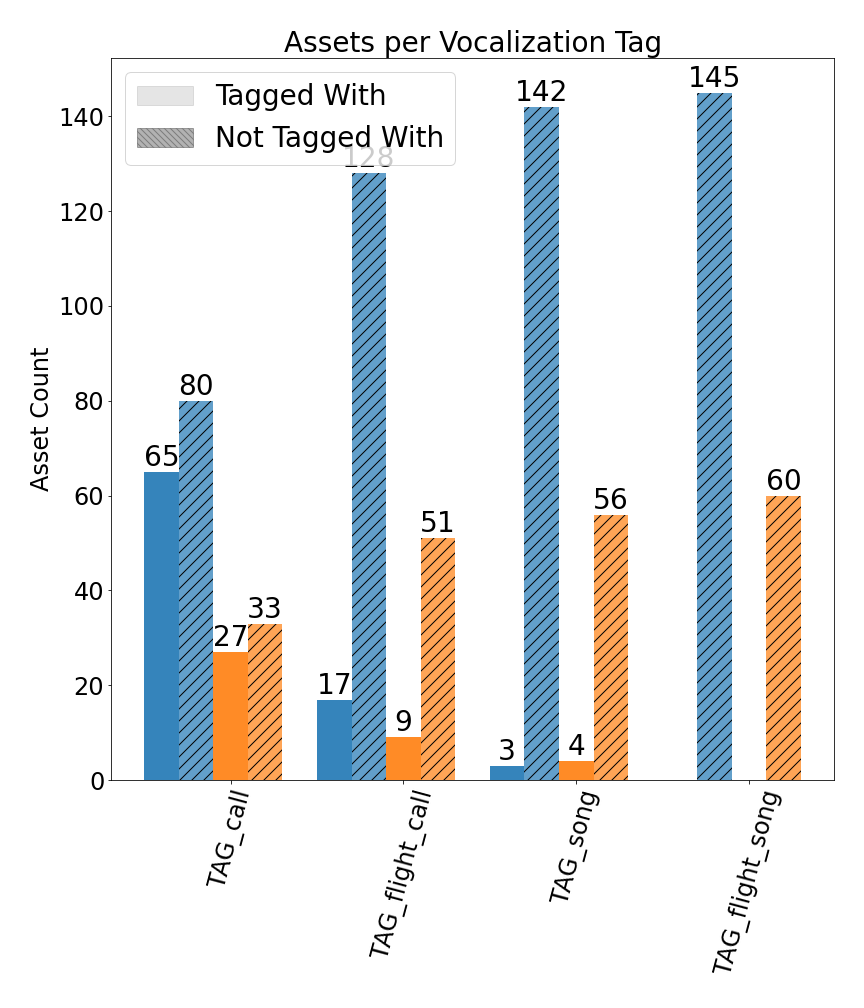 Assets per Vocalization Tag
Tagged With
Not Tagged With
Asset Count
140
120
100
80
60
40
20
0
65
80
27
33
17
128
9
51
3
142
4
56
145
60
TAG_call
TAG_flight_call
TAG_song
TAG_flight_song